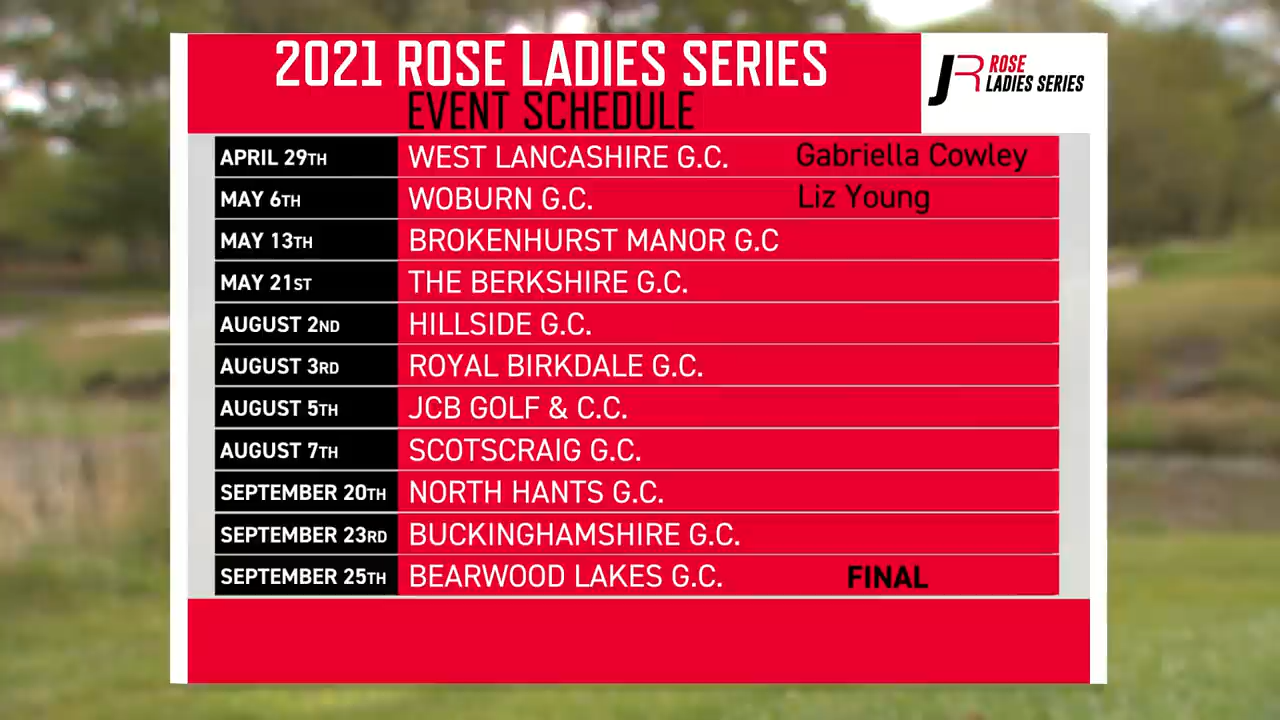 2021 ROSE LADIES SERIES
EVENT SCHEDULE
JR ROSE
LADIES SERIES
APRIL 29TH WEST LANCASHIRE G.C. Gabriella Cowley
MAY 6TH WOBURN G.C. Liz Young
MAY 13TH BROKENHURST MANOR G.C
MAY 21ST THE BERKSHIRE G.C.
AUGUST 2ND HILLSIDE G.C.
AUGUST 3RD ROYAL BIRKDALE G.C.
AUGUST 5TH JCB GOLF & C.C.
AUGUST 7TH SCOTSCRAIG G.C.
SEPTEMBER 20TH NORTH HANTS G.C.
SEPTEMBER 23RD BUCKINGHAMSHIRE G.C.
SEPTEMBER 25TH BEARWOOD LAKES G.C. FINAL